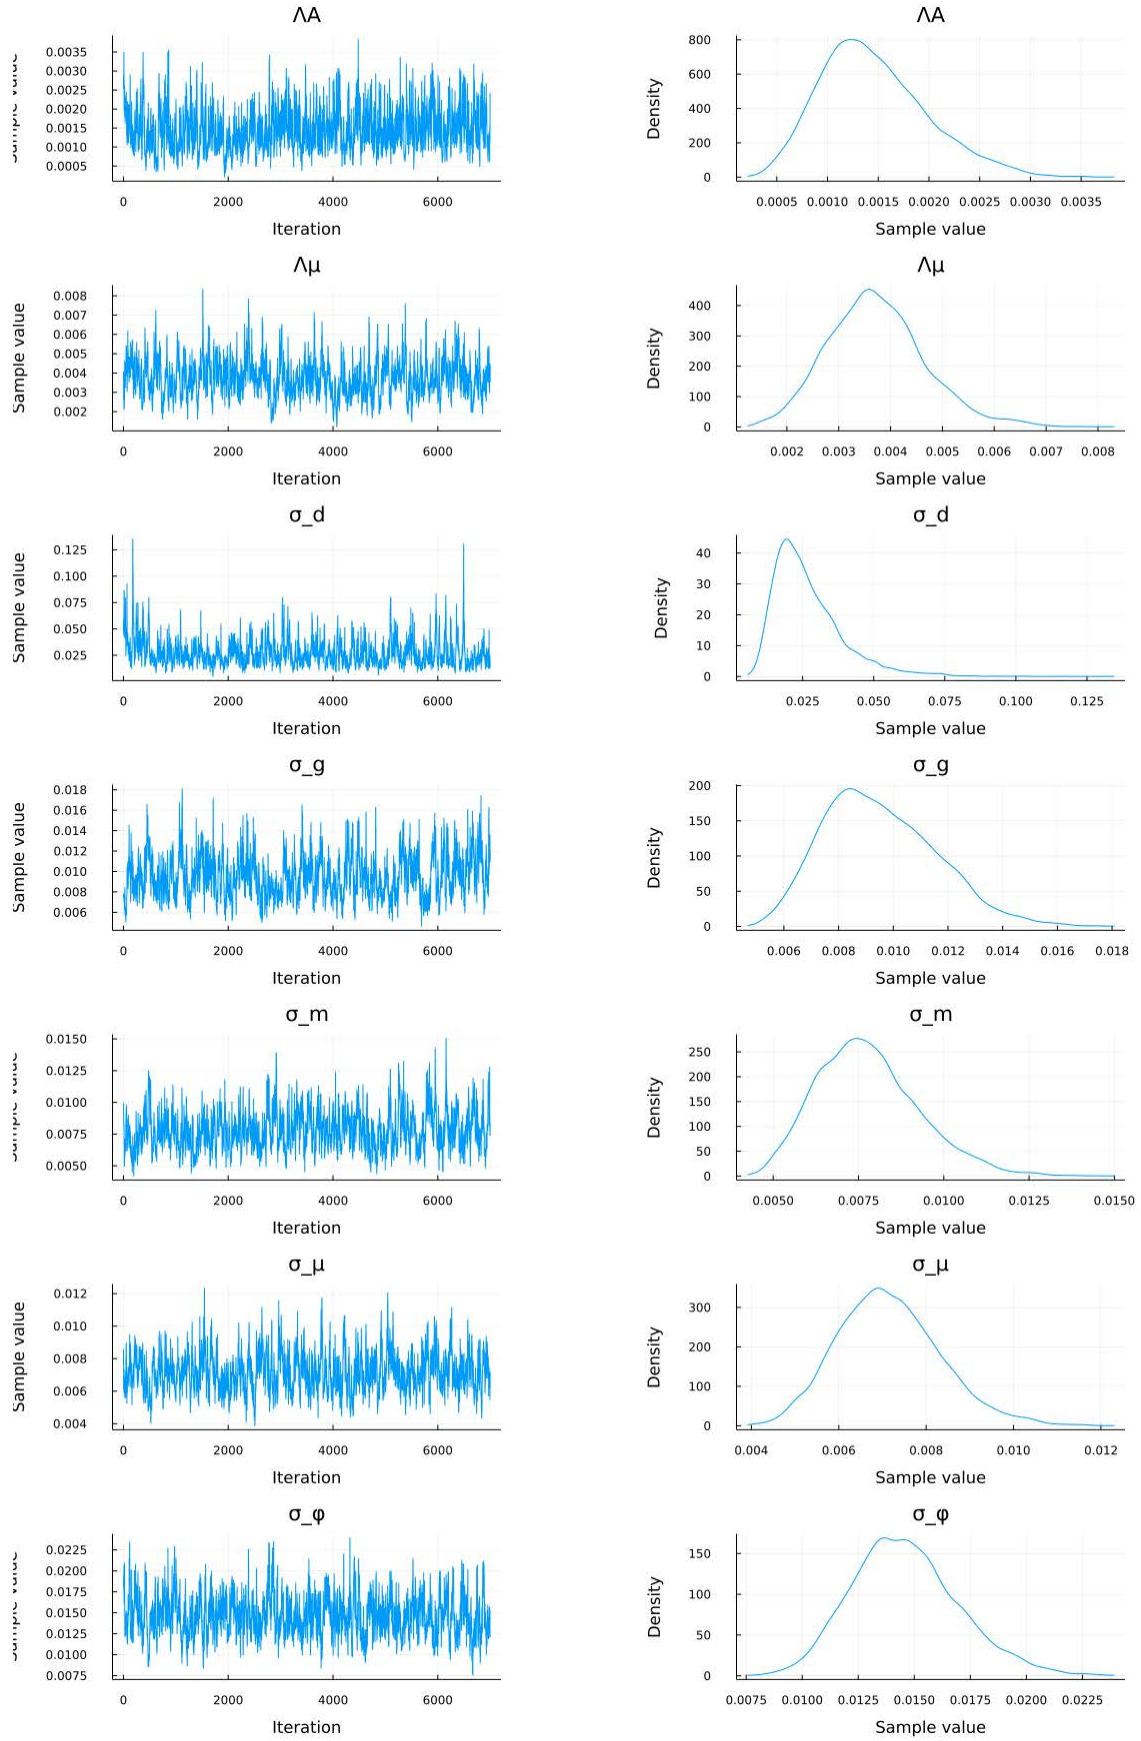 ΛA
ΛA
Sample value
0.0035
0.0030
0.0025
0.0020
0.0015
0.0010
0.0005
0 2000 4000 6000
Iteration
Density
800
600
400
200
0
0.0005 0.0010 0.0015 0.0020 0.0025 0.0030 0.0035
Sample value
Λμ
Λμ
Sample value
0.008
0.007
0.006
0.005
0.004
0.003
0.002
0 2000 4000 6000
Iteration
Density
400
300
200
100
0
0.002 0.003 0.004 0.005 0.006 0.007 0.008
Sample value
σ_d
σ_d
Sample value
0.125
0.100
0.075
0.050
0.025
0 2000 4000 6000
Iteration
Density
40
30
20
10
0
0.025 0.050 0.075 0.100 0.125
Sample value
σ_g
σ_g
Sample value
0.018
0.016
0.014
0.012
0.010
0.008
0.006
0 2000 4000 6000
Iteration
Density
200
150
100
50
0
0.006 0.008 0.010 0.012 0.014 0.016 0.018
Sample value
σ_m
σ_m
Sample value
0.0150
0.0125
0.0100
0.0075
0.0050
0 2000 4000 6000
Iteration
Density
250
200
150
100
50
0
0.0050 0.0075 0.0100 0.0125 0.0150
Sample value
σ_μ
σ_μ
Sample value
0.012
0.010
0.008
0.006
0.004
0 2000 4000 6000
Iteration
Density
300
200
100
0
0.004 0.006 0.008 0.010 0.012
Sample value
σ_φ
σ_φ
Sample value
0.0225
0.0200
0.0175
0.0150
0.0125
0.0100
0.0075
0 2000 4000 6000
Iteration
Density
150
100
50
0
0.0075 0.0100 0.0125 0.0150 0.0175 0.0200 0.0225
Sample value